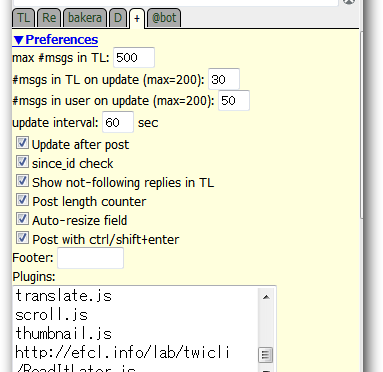 TL Re bakera D + @bot
▼Preferences
max #msgs in TL: 500
#msgs in TL on update (max=200): 30
#msgs in user on update (max=200): 50
update interval: 60 sec
Update after post
since_id check
Show not-following replies in TL
Post length counter
Auto-resize field
Post with ctrl/shift+enter
Footer:
Plugins:
translate.js
scroll.js
thumbnail.js
http://efcl.info/lab/twicli
/ReadItLater.js